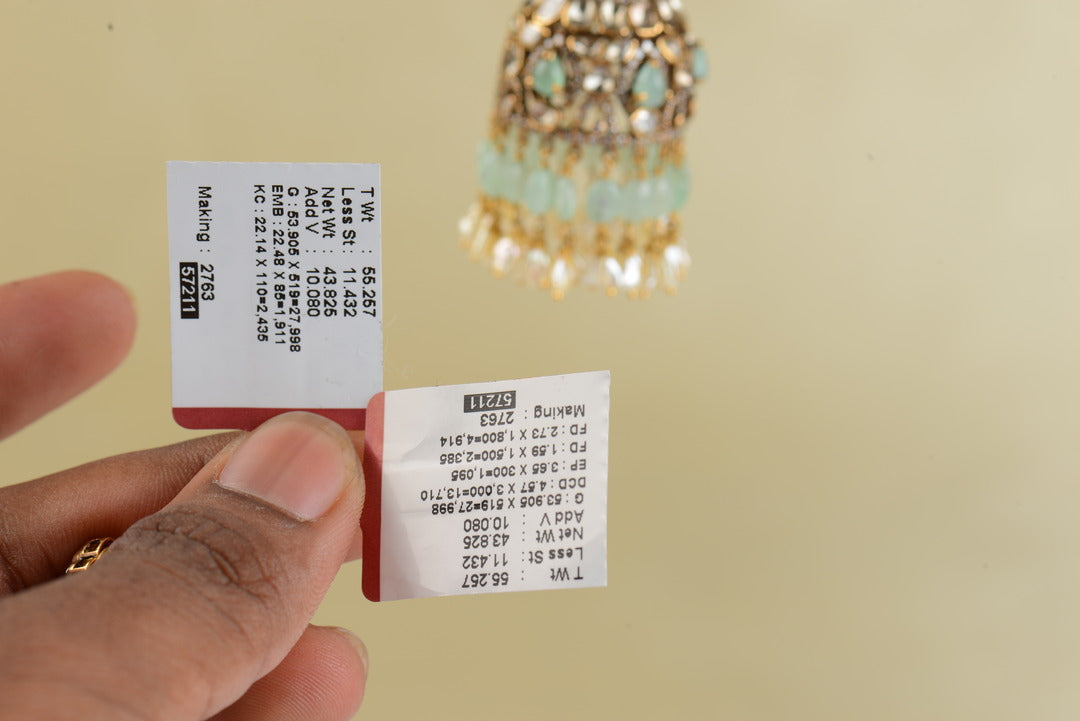 T Wt : 55.257
Less St : 11.432
Net Wt : 43.825
Add V : 10.080
G : 53.905 X 519=27,998
EMB : 22.48 X 85=1,911
KC : 22.14 X 110=2,435
Making : 2763
57211
T Wt : 55.257
Less St : 11.432
Net Wt : 43.825
Add V : 10.080
G : 53.905 X 519=27,998
DCD : 4.57 X 3,000=13,710
EP : 3.65 X 300=1,095
FD : 1.59 X 1,500=2,385
FD : 2.73 X 1,800=4,914
Making : 2763
57211